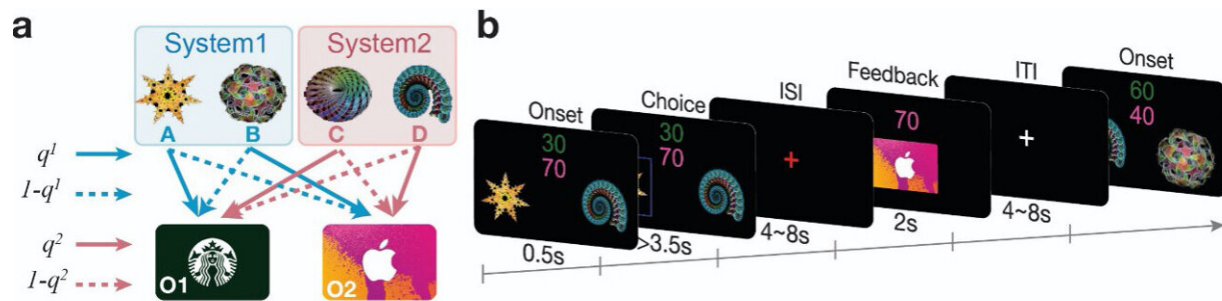 a
System1 System2
A B C D
q¹
1-q¹
q²
1-q²
O1 O2
b
Onset
30
70
0.5s
Choice
30
70
>3.5s
ISI
+
4~8s
Feedback
70
2s
ITI
+
4~8s
Onset
60
40